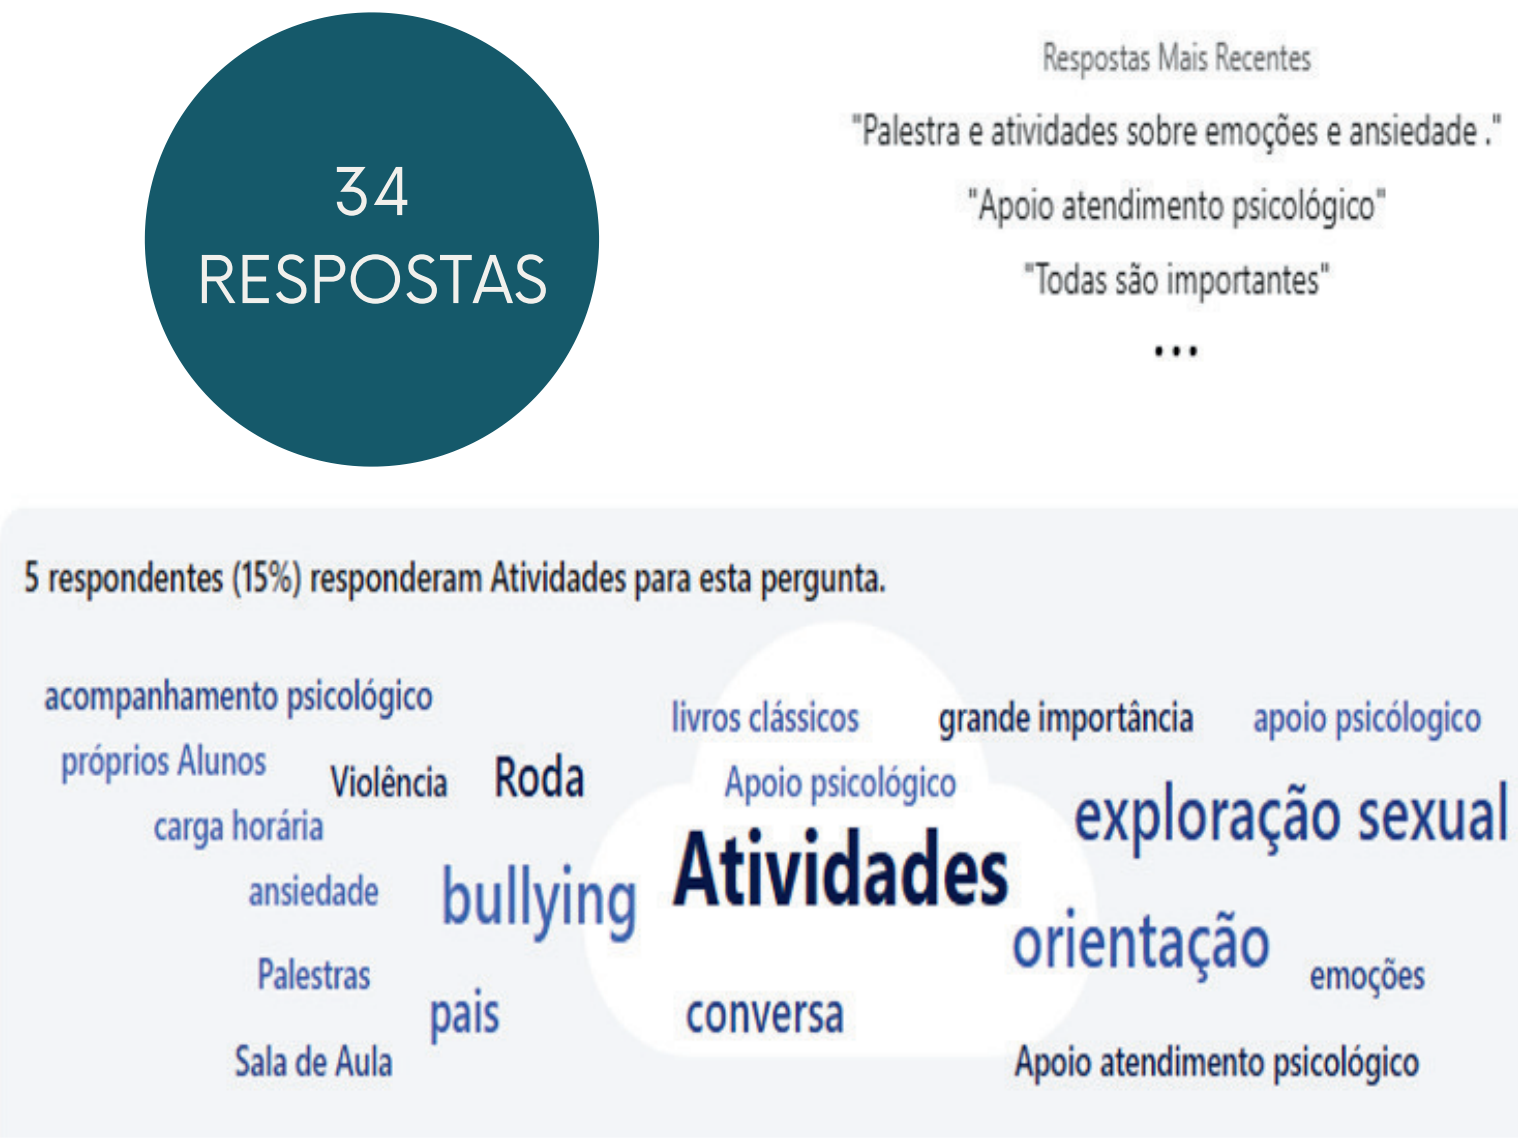 34
RESPOSTAS
Respostas Mais Recentes
"Palestra e atividades sobre emoções e ansiedade ."
"Apoio atendimento psicológico"
"Todas são importantes"
...
5 respondentes (15%) responderam Atividades para esta pergunta.
acompanhamento psicológico
livros clássicos
grande importância
apoio psicólogico
próprios Alunos
Violência
Roda
Apoio psicológico
exploração sexual
carga horária
ansiedade
bullying
Atividades
orientação
Palestras
emoções
pais
conversa
Sala de Aula
Apoio atendimento psicológico